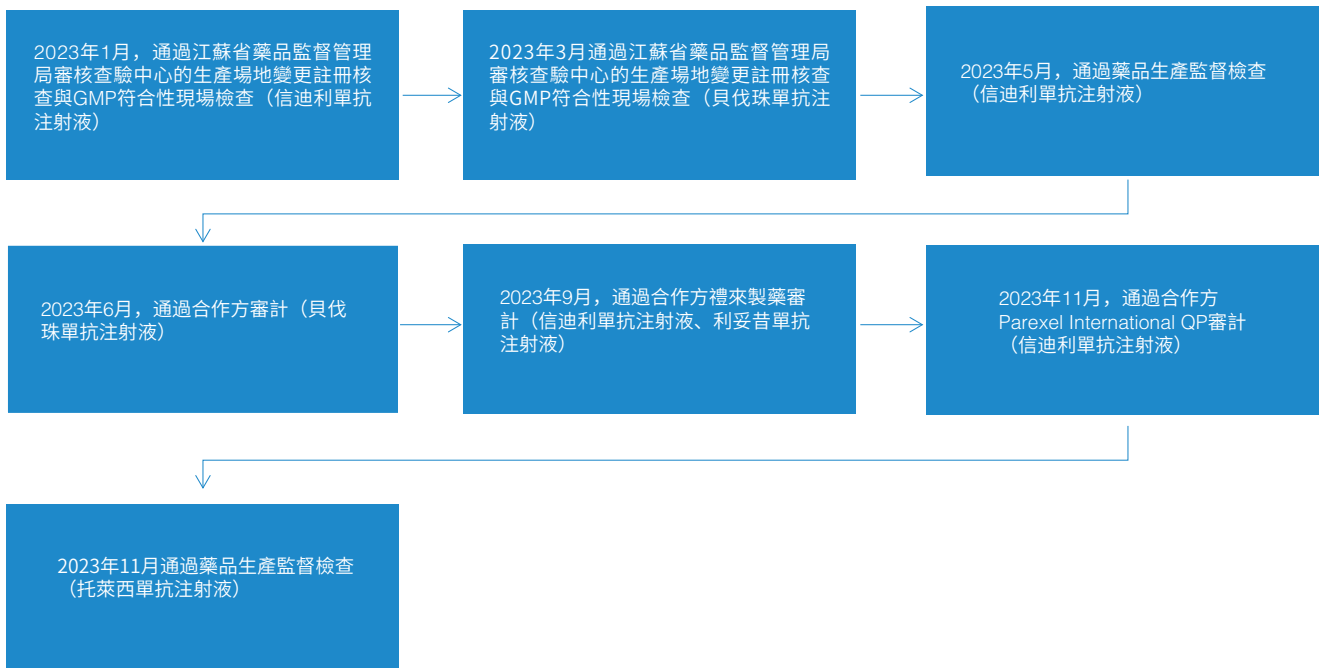 2023年1月，通過江蘇省藥品監督管理
局審核查驗中心的生產場地變更註冊核
查與GMP符合性現場檢查（信迪利單抗
注射液）
2023年3月通過江蘇省藥品監督管理局
審核查驗中心的生產場地變更註冊核查
與GMP符合性現場檢查（貝伐珠單抗注
射液）
2023年5月，通過藥品生產監督檢查
（信迪利單抗注射液）
2023年6月，通過合作方審計（貝伐
珠單抗注射液）
2023年9月，通過合作方禮來製藥審
計（信迪利單抗注射液、利妥昔單抗
注射液）
2023年11月，通過合作方
Parexel International QP審計
（信迪利單抗注射液）
2023年11月通過藥品生產監督檢查
（托萊西單抗注射液）